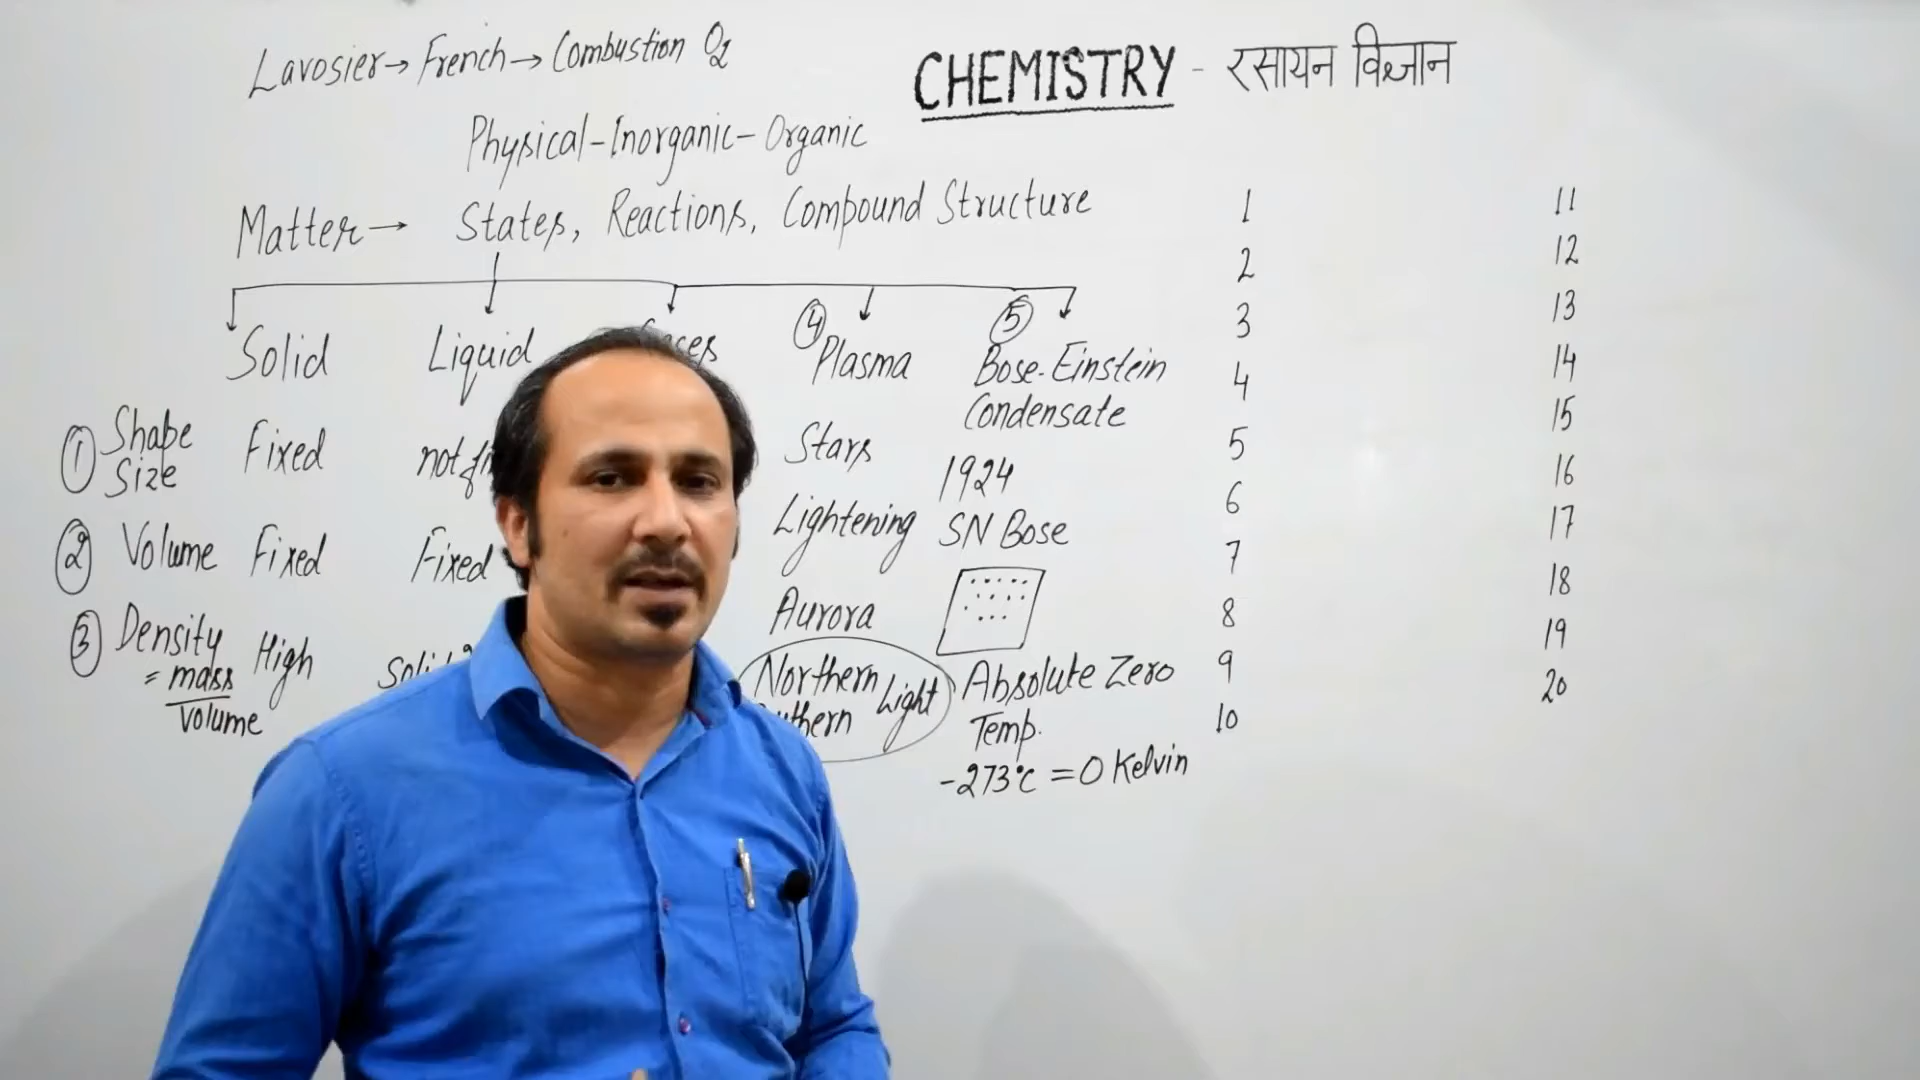 Lavosier→ French→ Combustion O2
CHEMISTRY - रसायन विज्ञान
Physical-Inorganic-Organic
Matter→ States, Reactions, Compound Structure
Solid Liquid
④ Plasma
⑤ Bose-Einstein
Condensate
① Shape
Size
Fixed not
② Volume Fixed Fixed
③ Density High
= mass
volume
Stars
Lightening
Aurora
Northern Light
1924
SN Bose
Absolute Zero
Temp.
-273°C = 0 Kelvin
1
2
3
4
5
6
7
8
9
10
11
12
13
14
15
16
17
18
19
20